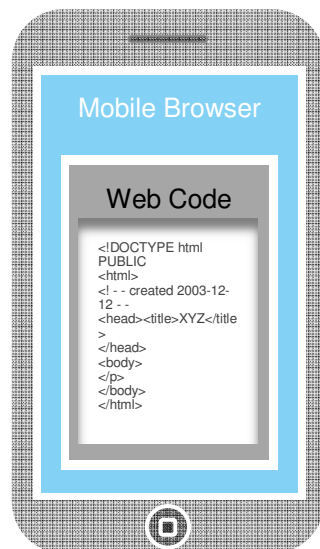 Mobile Browser
Web Code
<!DOCTYPE html
PUBLIC
<html>
<! - - created 2003-12-
12 - -
<head><title>XYZ</title
>
</head>
<body>
</p>
</body>
</html>